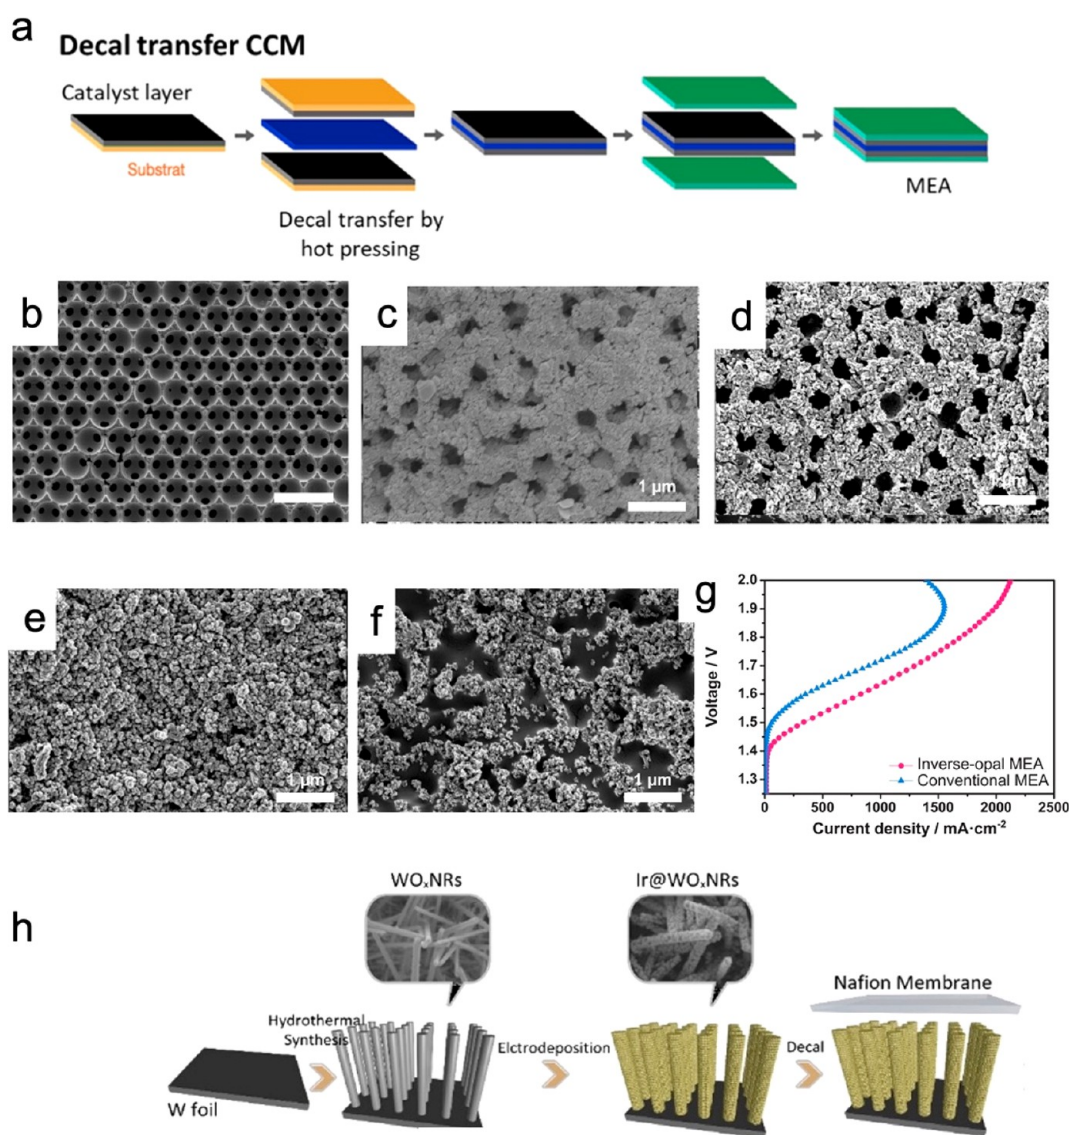 a
Decal transfer CCM
Catalyst layer
Substrat
Decal transfer by
hot pressing
MEA
b
c
1 μm
d
1 μm
e
1 μm
f
1 μm
g
Voltage / V
2.0
1.9
1.8
1.7
1.6
1.5
1.4
1.3
Inverse-opal MEA
Conventional MEA
0
500
1000
1500
2000
2500
Current density / mA·cm⁻²
h
WOₓNRs
Ir@WOₓNRs
Nafion Membrane
Hydrothermal
Synthesis
Elctrodeposition
Decal
W foil